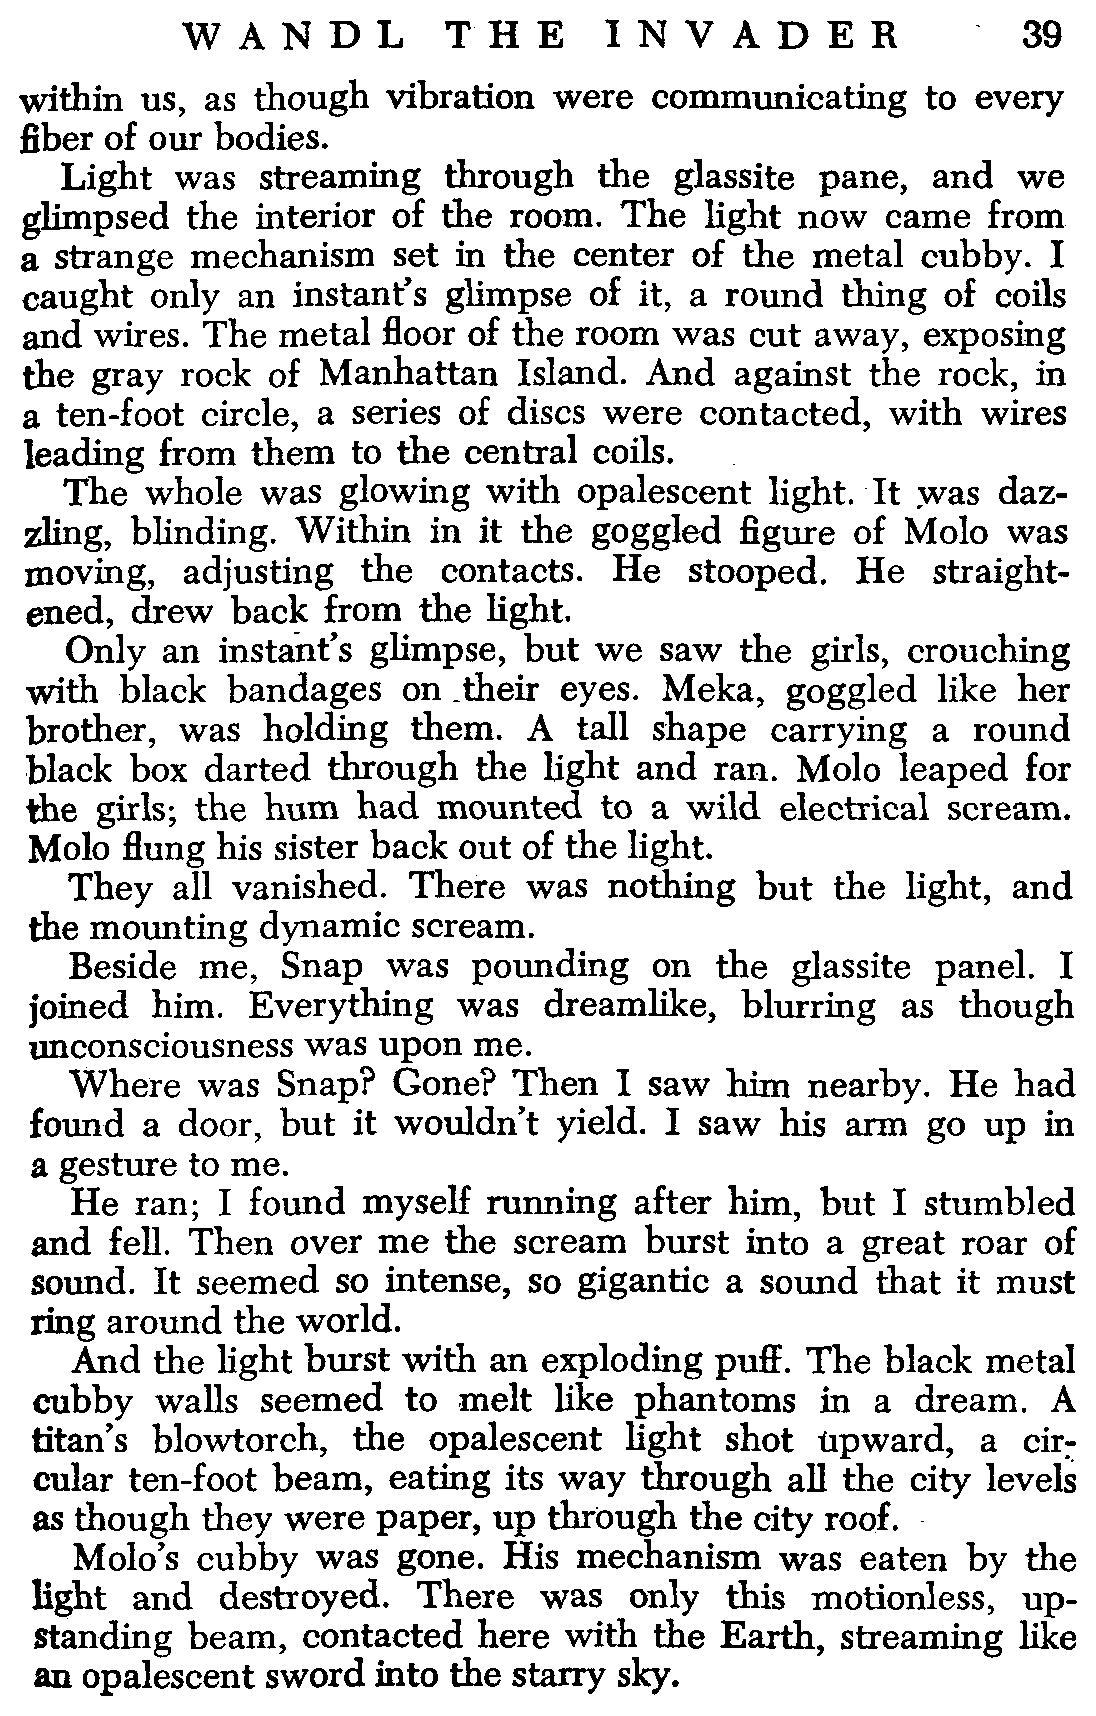 WANDL THE INVADER 39
within us, as though vibration were communicating to every
fiber of our bodies.
Light was streaming through the glassite pane, and we
glimpsed the interior of the room. The light now came from
a strange mechanism set in the center of the metal cubby. I
caught only an instant's glimpse of it, a round thing of coils
and wires. The metal floor of the room was cut away, exposing
the gray rock of Manhattan Island. And against the rock, in
a ten-foot circle, a series of discs were contacted, with wires
leading from them to the central coils.
The whole was glowing with opalescent light. It was daz-
zling, blinding. Within in it the goggled figure of Molo was
moving, adjusting the contacts. He stooped. He straight-
ened, drew back from the light.
Only an instant's glimpse, but we saw the girls, crouching
with black bandages on their eyes. Meka, goggled like her
brother, was holding them. A tall shape carrying a round
black box darted through the light and ran. Molo leaped for
the girls; the hum had mounted to a wild electrical scream.
Molo flung his sister back out of the light.
They all vanished. There was nothing but the light, and
the mounting dynamic scream.
Beside me, Snap was pounding on the glassite panel. I
joined him. Everything was dreamlike, blurring as though
unconsciousness was upon me.
Where was Snap? Gone? Then I saw him nearby. He had
found a door, but it wouldn't yield. I saw his arm go up in
a gesture to me.
He ran; I found myself running after him, but I stumbled
and fell. Then over me the scream burst into a great roar of
sound. It seemed so intense, so gigantic a sound that it must
ring around the world.
And the light burst with an exploding puff. The black metal
cubby walls seemed to melt like phantoms in a dream. A
titan's blowtorch, the opalescent light shot upward, a cir-
cular ten-foot beam, eating its way through all the city levels
as though they were paper, up through the city roof.
Molo's cubby was gone. His mechanism was eaten by the
light and destroyed. There was only this motionless, up-
standing beam, contacted here with the Earth, streaming like
an opalescent sword into the starry sky.